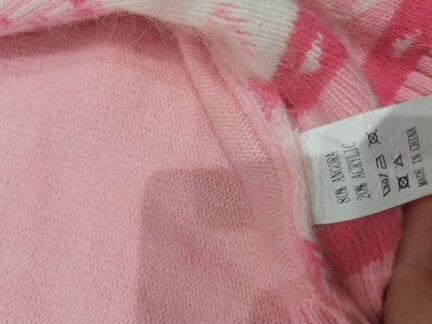 80% ANGORA
20% ACRYLIC
MADE IN CHINA